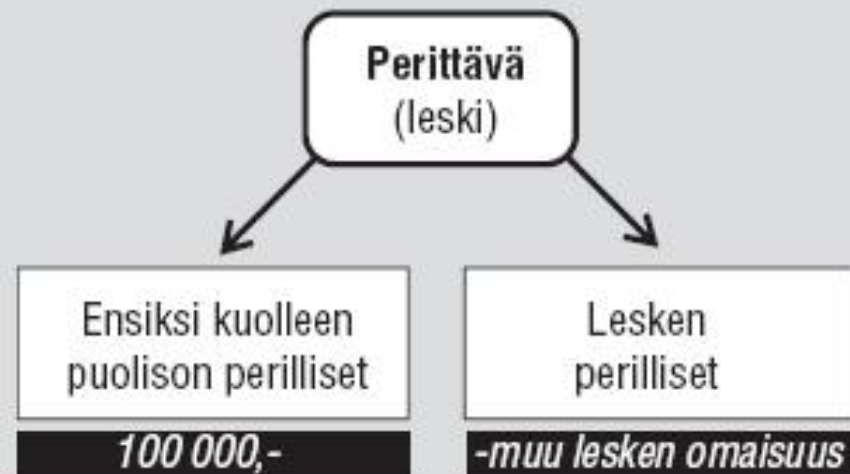 Perittävä
(leski)
Ensiksi kuolleen
puolison perilliset
100 000,-
Lesken
perilliset
-muu lesken omaisuus